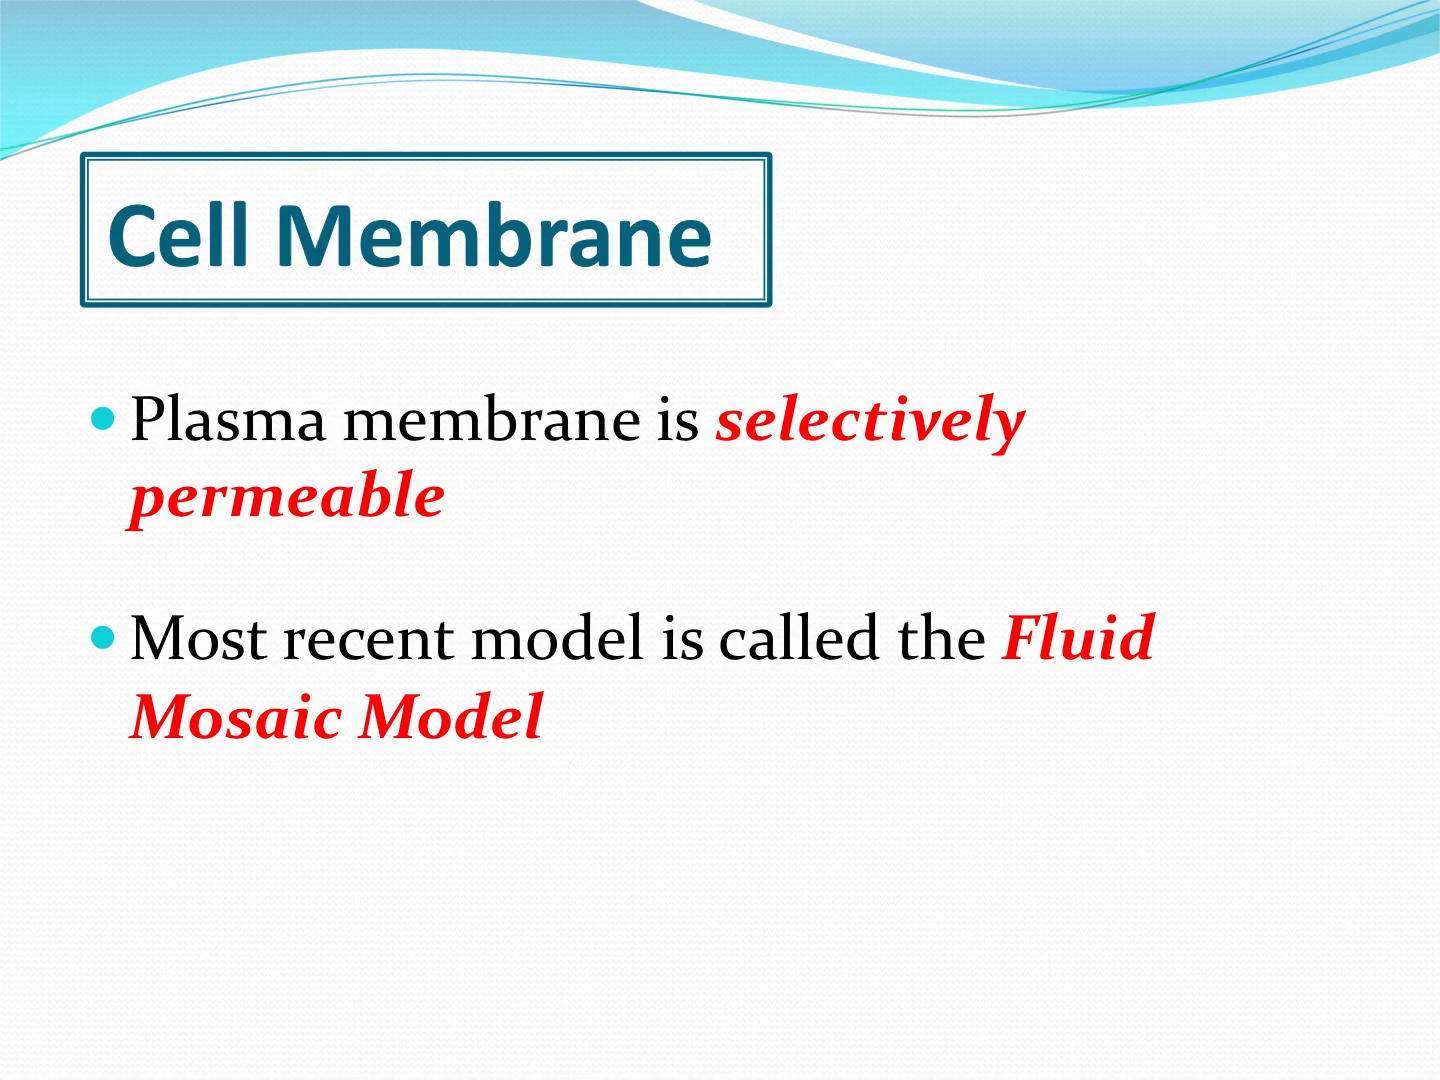 Cell Membrane
Plasma membrane is selectively
permeable
Most recent model is called the Fluid
Mosaic Model